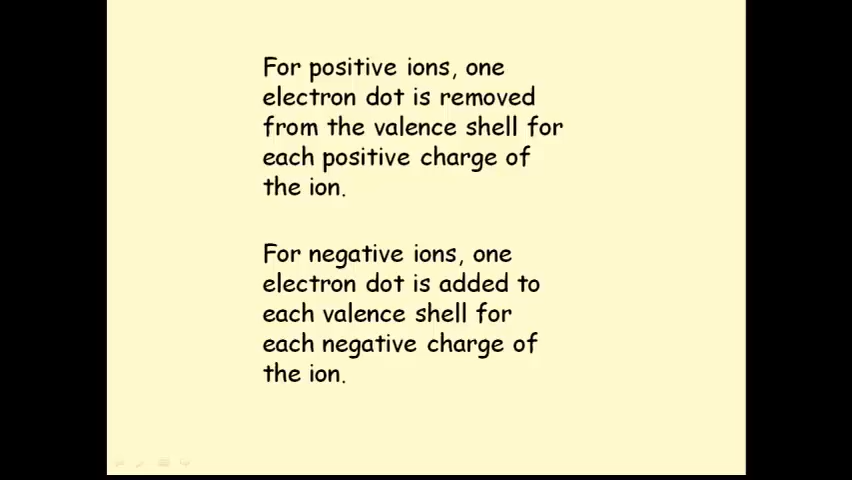 For positive ions, one
electron dot is removed
from the valence shell for
each positive charge of
the ion.
For negative ions, one
electron dot is added to
each valence shell for
each negative charge of
the ion.